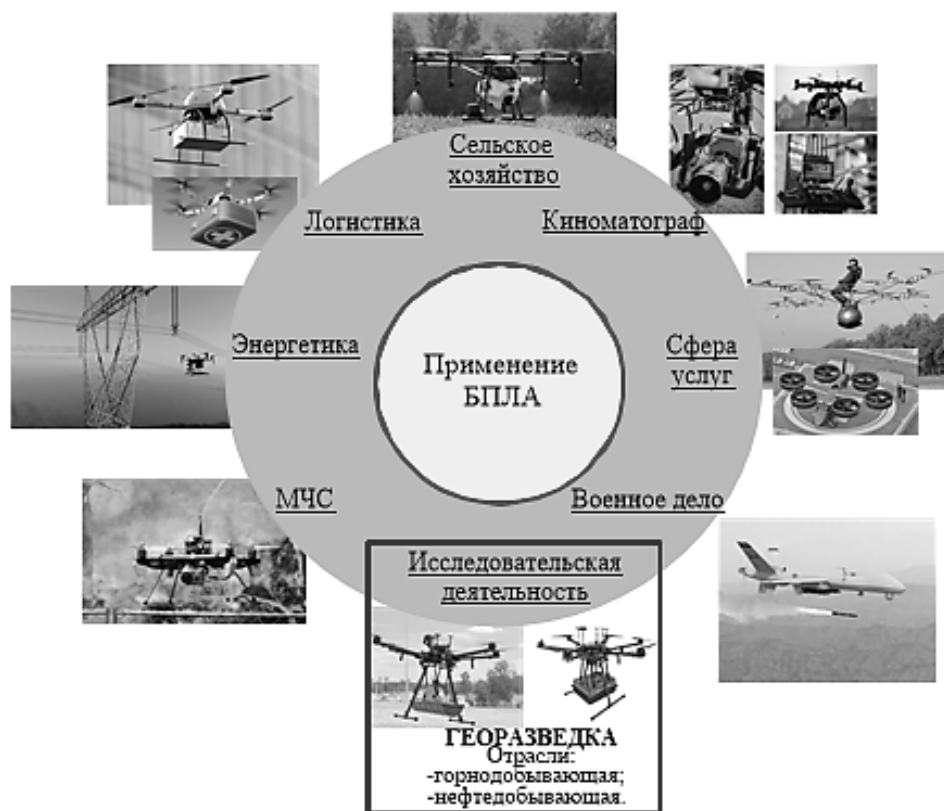 Сельское
хозяйство
Логистика
Киноматограф
Энергетика
Применение
БПЛА
Сфера
услуг
МЧС
Военное дело
Исследовательская
деятельность
ГЕОРАЗВЕДКА
Отрасли:
-горнодобывающая;
-нефтедобывающая.